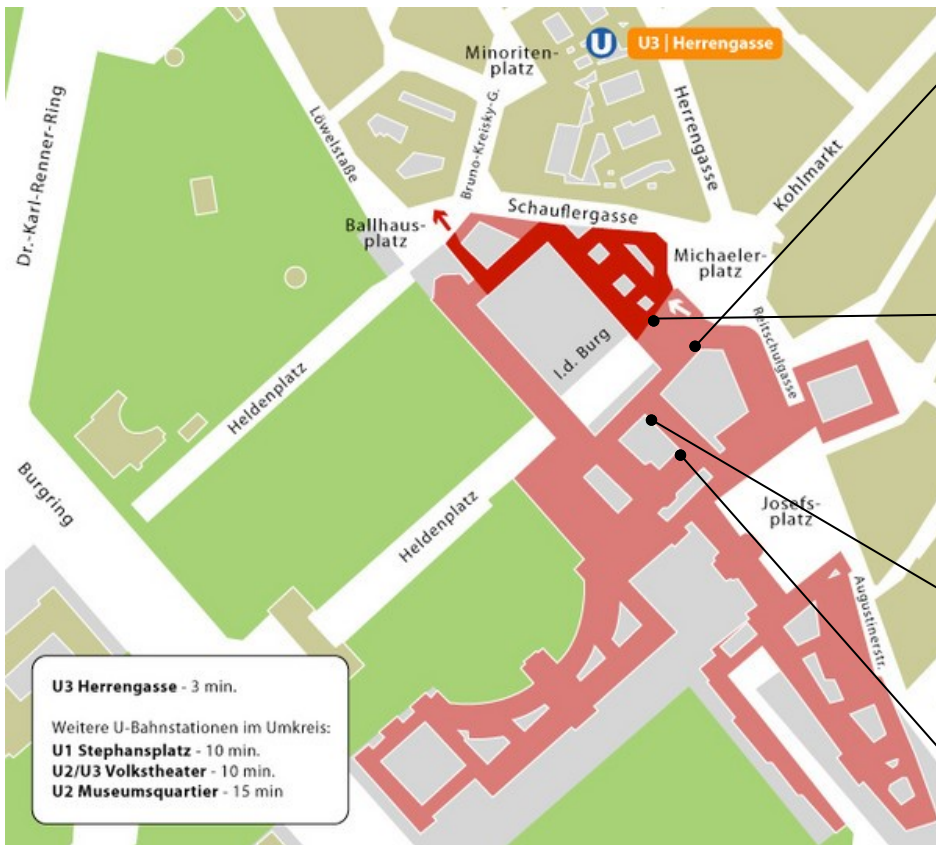 U
U3 | Herrengasse
Minoriten-
platz
Dr.-Karl-Renner-Ring
Löwelstaße
Bruno-Kreisky-G.
Herrengasse
Kohlmarkt
Schauflergasse
Ballhaus-
platz
Michaeler-
platz
Reitschulgasse
I.d. Burg
Heldenplatz
Burgring
Heldenplatz
Josefs-
platz
Augustinerstr.
U3 Herrengasse - 3 min.
Weitere U-Bahnstationen im Umkreis:
U1 Stephansplatz - 10 min.
U2/U3 Volkstheater - 10 min.
U2 Museumsquartier - 15 min